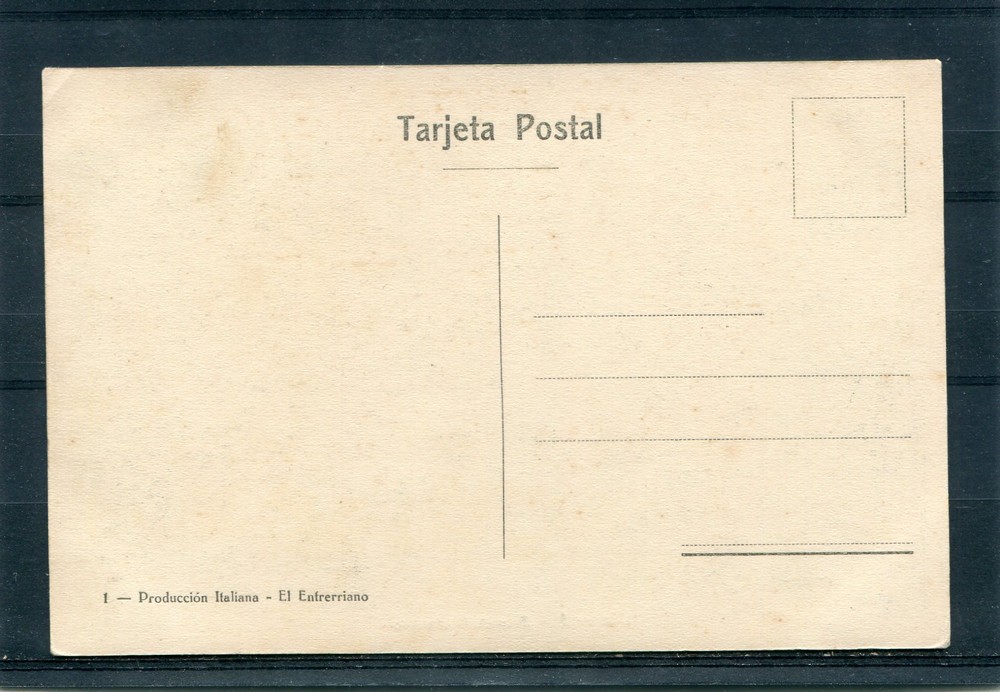 Tarjeta Postal
1 — Producción Italiana - El Entrerriano